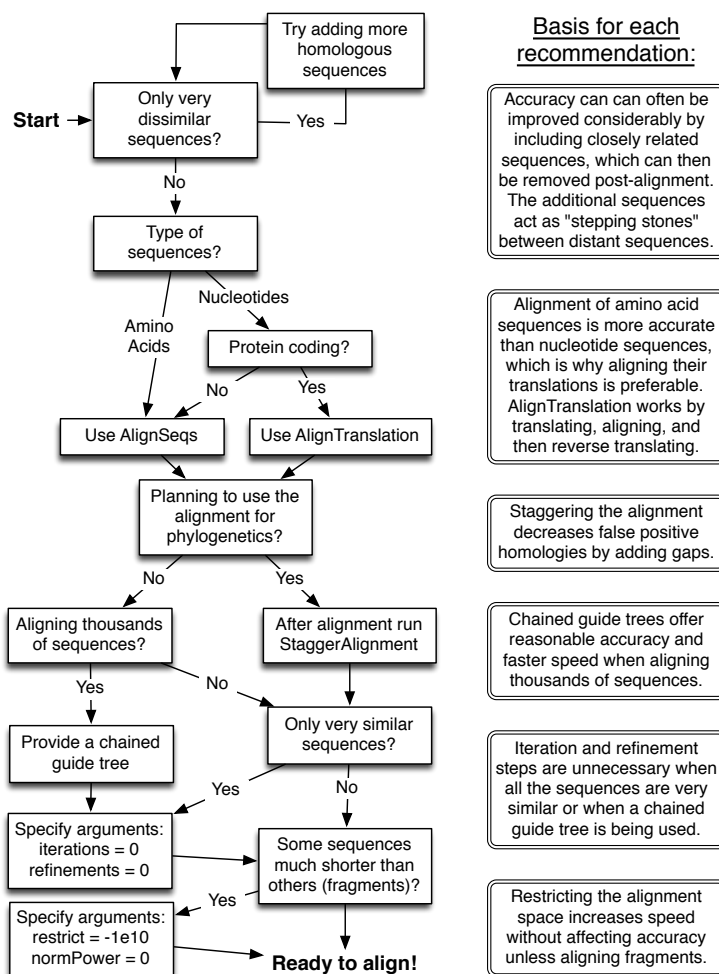 Try adding more
homologous
sequences
Start
Only very
dissimilar
sequences?
Yes
No
Type of
sequences?
Nucleotides
Amino
Acids
Protein coding?
No
Yes
Use AlignSeqs
Use AlignTranslation
Planning to use the
alignment for
phylogenetics?
No
Yes
Aligning thousands
of sequences?
After alignment run
StaggerAlignment
Yes
No
Provide a chained
guide tree
Only very similar
sequences?
Yes
No
Specify arguments:
iterations = 0
refinements = 0
Some sequences
much shorter than
others (fragments)?
Yes
Specify arguments:
restrict = -1e10
normPower = 0
Ready to align!
Basis for each
recommendation:
Accuracy can can often be
improved considerably by
including closely related
sequences, which can then
be removed post-alignment.
The additional sequences
act as "stepping stones"
between distant sequences.
Alignment of amino acid
sequences is more accurate
than nucleotide sequences,
which is why aligning their
translations is preferable.
AlignTranslation works by
translating, aligning, and
then reverse translating.
Staggering the alignment
decreases false positive
homologies by adding gaps.
Chained guide trees offer
reasonable accuracy and
faster speed when aligning
thousands of sequences.
Iteration and refinement
steps are unnecessary when
all the sequences are very
similar or when a chained
guide tree is being used.
Restricting the alignment
space increases speed
without affecting accuracy
unless aligning fragments.